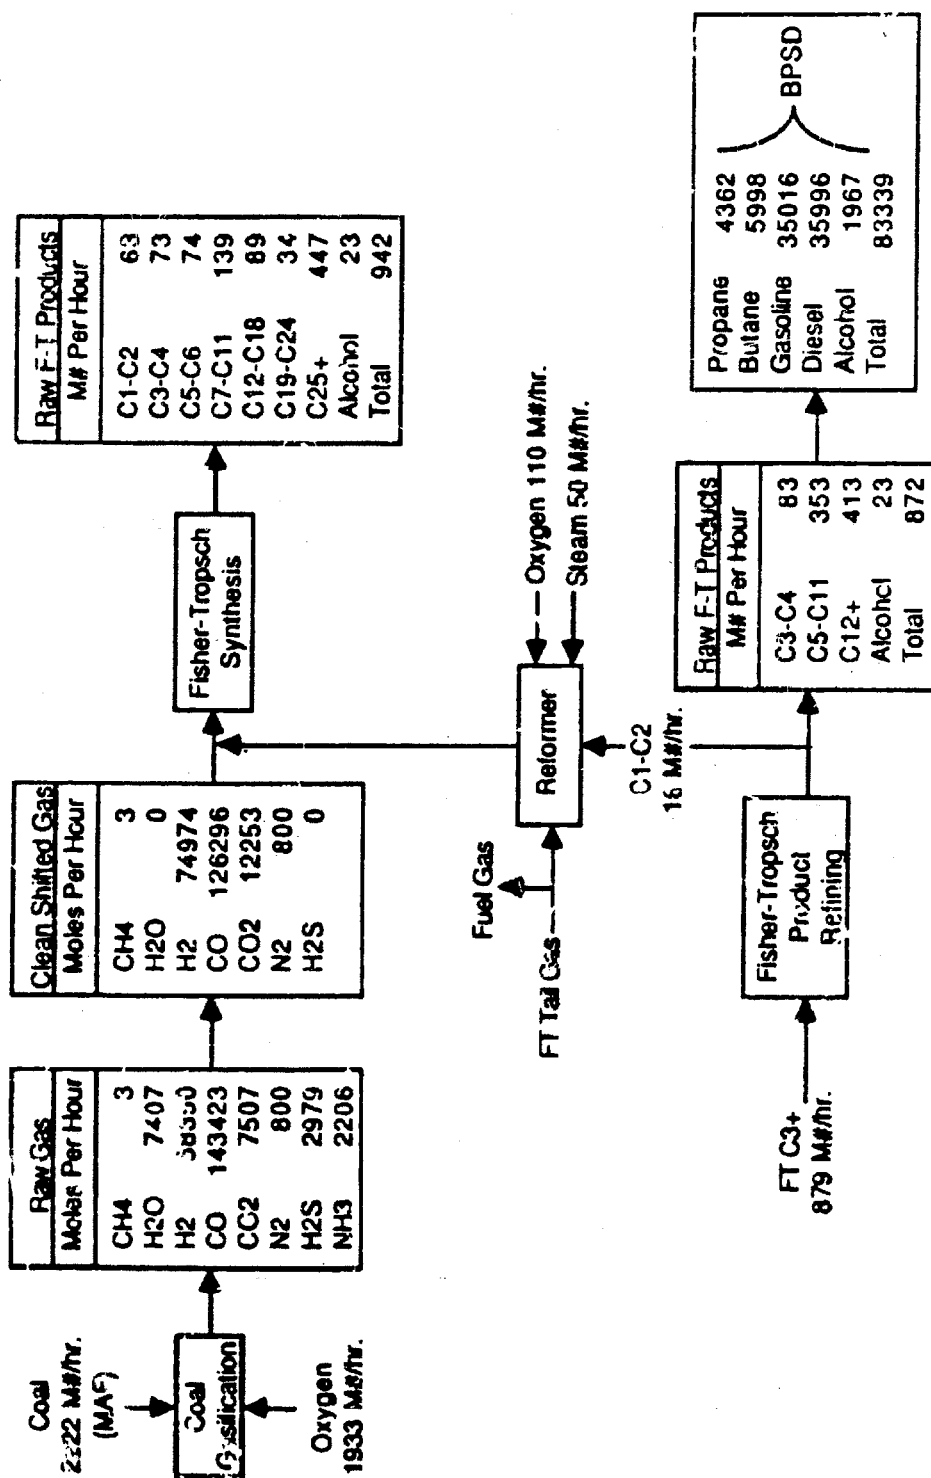 Coal
M#/hr.
(MAF)
Coal
Gasification
Oxygen
1933 M#/hr.
Raw Gas
Moles Per Hour
CH4 3
H2O 7407
H2
CO 143423
CO2 7507
N2 800
H2S 2979
NH3 2206
Clean Shifted Gas
Moles Per Hour
CH4 3
H2O 0
H2 74974
CO 126296
CO2 12253
N2 800
H2S 0
Fisher-Tropsch
Synthesis
Raw F-T Products
M# Per Hour
C1-C2 63
C3-C4 73
C5-C6 74
C7-C11 139
C12-C18 89
C19-C24 34
C25+ 447
Alcohol 23
Total 942
Fuel Gas
FT Tail Gas
Reformer
Oxygen 110 M#/hr.
Steam 50 M#/hr.
C1-C2
16 M#/hr.
FT C3+
879 M#/hr.
Fisher-Tropsch
Product
Refining
Raw F-T Products
M# Per Hour
C3-C4 83
C5-C11 353
C12+ 413
Alcohol 23
Total 872
Propane 4362
Butane 5998
Gasoline 35016
Diesel 35996
Alcohol 1967
Total 83339
BPSD